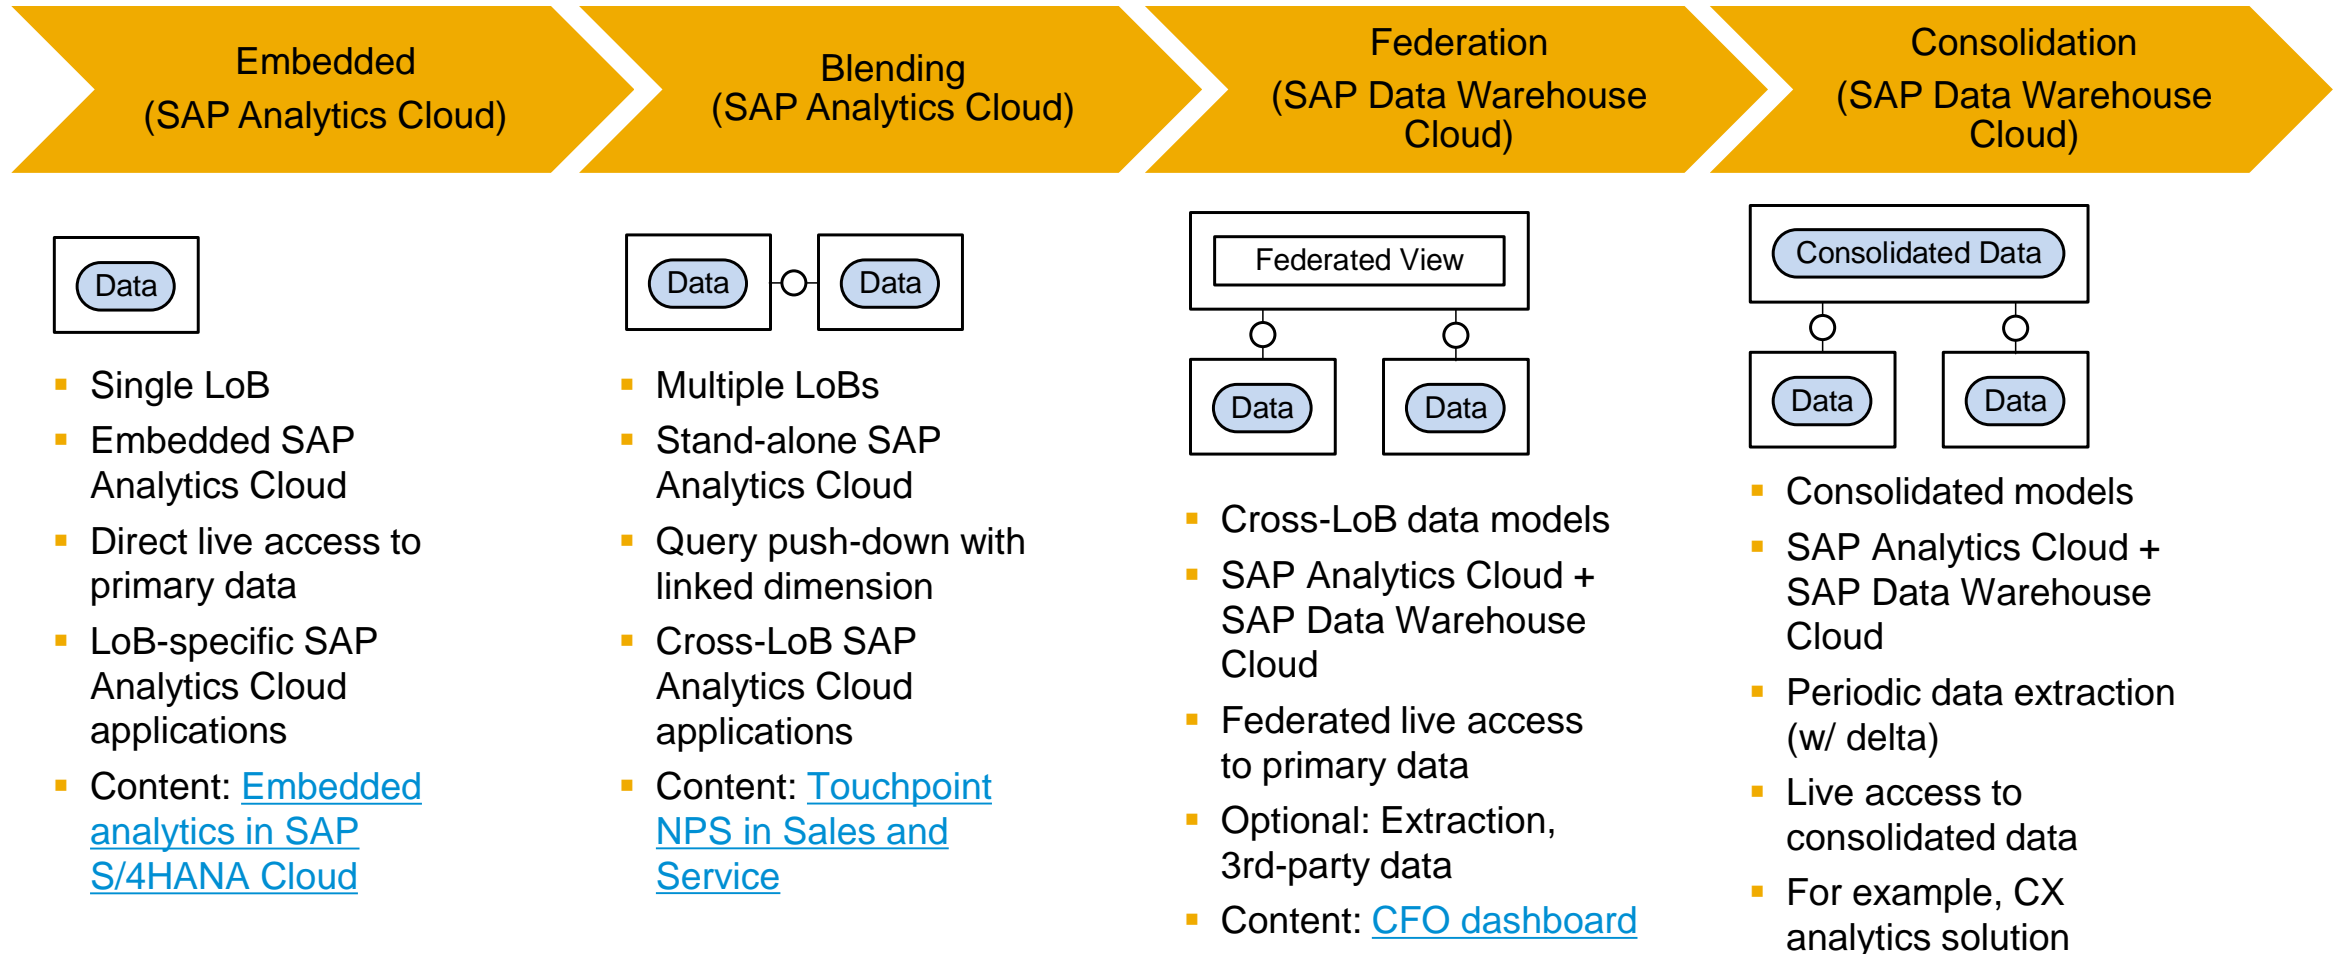 Embedded
(SAP Analytics Cloud)
Blending
(SAP Analytics Cloud)
Federation
(SAP Data Warehouse
Cloud)
Consolidation
(SAP Data Warehouse
Cloud)
Data
▪ Single LoB
▪ Embedded SAP
Analytics Cloud
▪ Direct live access to
primary data
▪ LoB-specific SAP
Analytics Cloud
applications
▪ Content: Embedded
analytics in SAP
S/4HANA Cloud
Data
Data
▪ Multiple LoBs
▪ Stand-alone SAP
Analytics Cloud
▪ Query push-down with
linked dimension
▪ Cross-LoB SAP
Analytics Cloud
applications
▪ Content: Touchpoint
NPS in Sales and
Service
Federated View
Data
Data
▪ Cross-LoB data models
▪ SAP Analytics Cloud +
SAP Data Warehouse
Cloud
▪ Federated live access
to primary data
▪ Optional: Extraction,
3rd-party data
▪ Content: CFO dashboard
Consolidated Data
Data
Data
▪ Consolidated models
▪ SAP Analytics Cloud +
SAP Data Warehouse
Cloud
▪ Periodic data extraction
(w/ delta)
▪ Live access to
consolidated data
▪ For example, CX
analytics solution